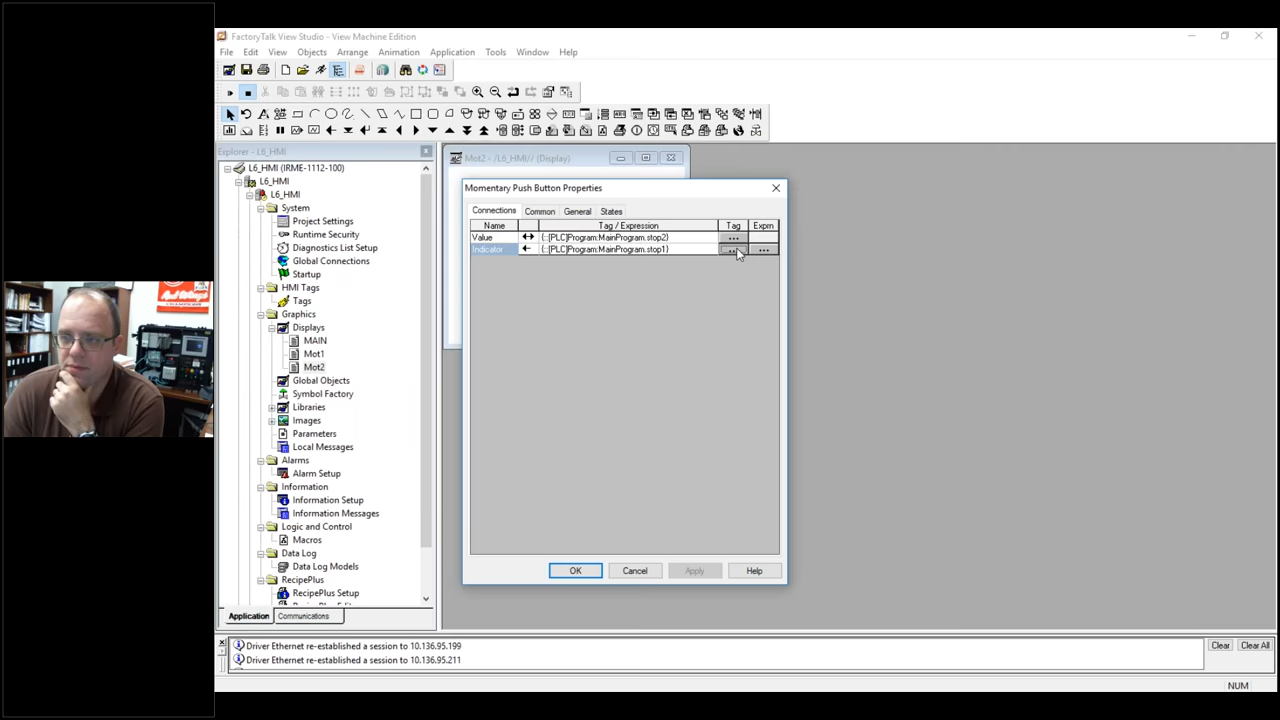 FactoryTalk View Studio - View Machine Edition
File Edit View Objects Arrange Animation Application Tools Window Help
Explorer - L6_HMI
L6_HMI (IRME-1112-100)
L6_HMI
L6_HMI
System
Project Settings
Runtime Security
Diagnostics List Setup
Global Connections
Startup
HMI Tags
Tags
Graphics
Displays
MAIN
Mot1
Mot2
Global Objects
Symbol Factory
Libraries
Images
Parameters
Local Messages
Alarms
Alarm Setup
Information
Information Setup
Information Messages
Logic and Control
Macros
Data Log
Data Log Models
RecipePlus
RecipePlus Setup
Application Communications
Mot2 - /L6_HMI// (Display)
Momentary Push Button Properties
Connections Common General States
Name Tag / Expression Tag Exprn
Value {::[PLC]Program:MainProgram.stop2} ...
Indicator {::[PLC]Program:MainProgram.stop1} ... ...
OK Cancel Apply Help
Driver Ethernet re-established a session to 10.136.95.199
Driver Ethernet re-established a session to 10.136.95.211
Clear Clear All
NUM